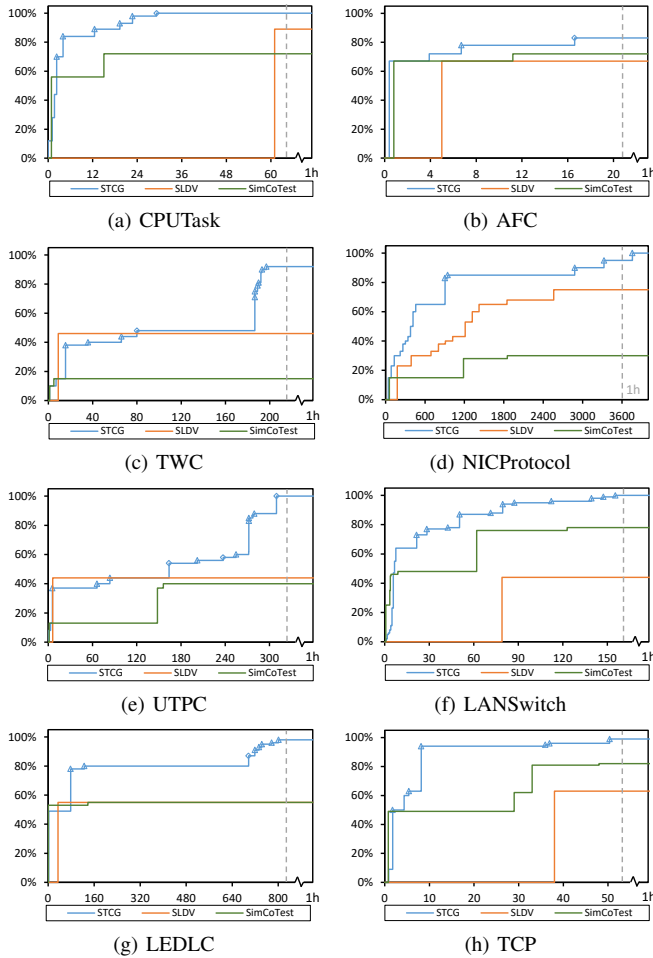 100%
80%
60%
40%
20%
0%
0 12 24 36 48 60 1h
STCG SLDV SimCoTest
(a) CPUTask
100%
80%
60%
40%
20%
0%
0 4 8 12 16 20 1h
STCG SLDV SimCoTest
(b) AFC
100%
80%
60%
40%
20%
0%
0 40 80 120 160 200 1h
STCG SLDV SimCoTest
(c) TWC
100%
80%
60%
40%
20%
0%
1h
0 600 1200 1800 2400 3000 3600
STCG SLDV SimCoTest
(d) NICProtocol
100%
80%
60%
40%
20%
0%
0 60 120 180 240 300 1h
STCG SLDV SimCoTest
(e) UTPC
100%
80%
60%
40%
20%
0%
0 30 60 90 120 150 1h
STCG SLDV SimCoTest
(f) LANSwitch
100%
80%
60%
40%
20%
0%
0 160 320 480 640 800 1h
STCG SLDV SimCoTest
(g) LEDLC
100%
80%
60%
40%
20%
0%
0 10 20 30 40 50 1h
STCG SLDV SimCoTest
(h) TCP